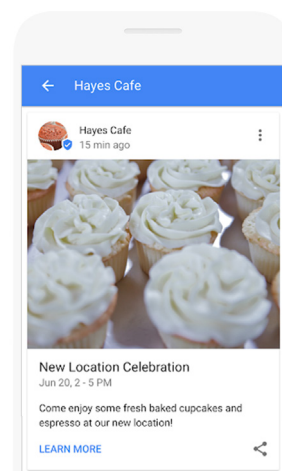 Hayes Cafe
Hayes Cafe
15 min ago
New Location Celebration
Jun 20, 2 - 5 PM
Come enjoy some fresh baked cupcakes and
espresso at our new location!
LEARN MORE